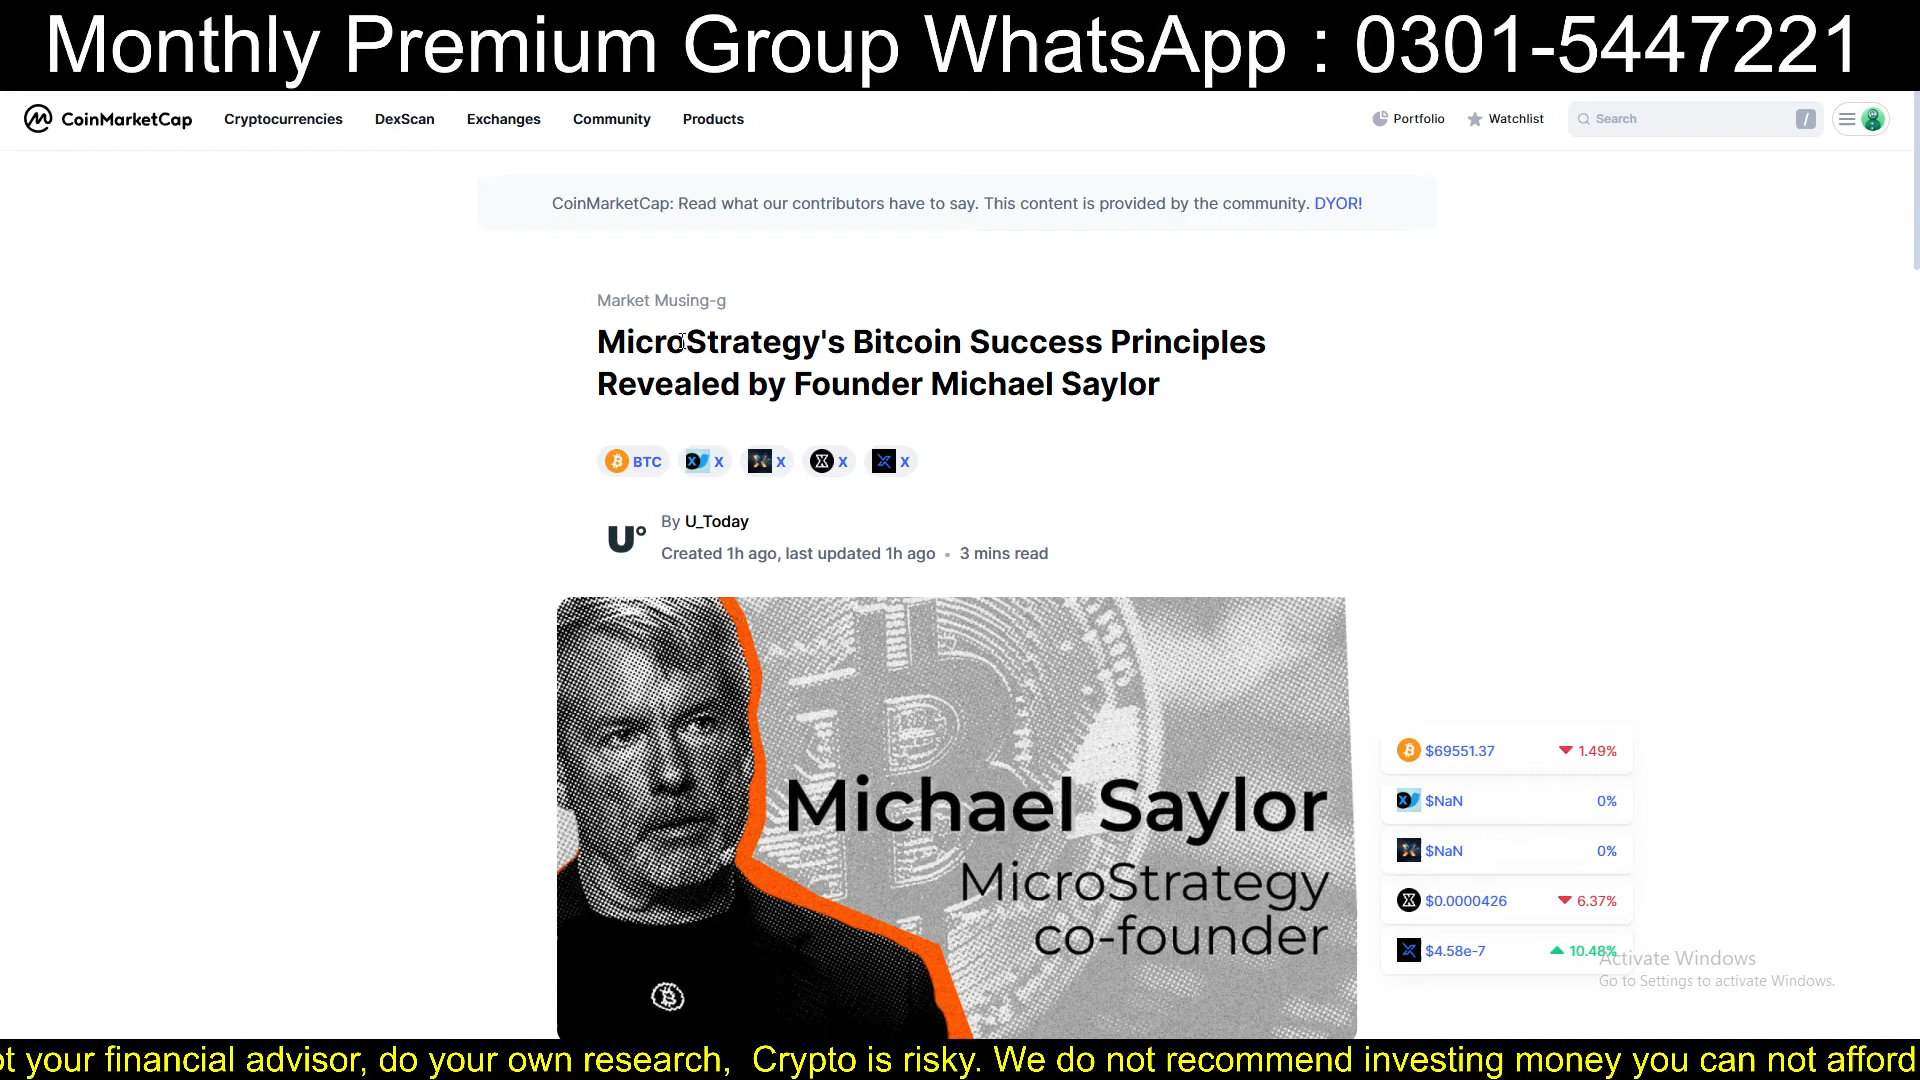 Monthly Premium Group WhatsApp : 0301-5447221
CoinMarketCap Cryptocurrencies DexScan Exchanges Community Products Portfolio Watchlist Search /
CoinMarketCap: Read what our contributors have to say. This content is provided by the community. DYOR!
Market Musing-g
MicroStrategy's Bitcoin Success Principles
Revealed by Founder Michael Saylor
BTC X X X X
U° By U_Today
Created 1h ago, last updated 1h ago • 3 mins read
Michael Saylor
MicroStrategy
co-founder
$69551.37 1.49%
$NaN 0%
$NaN 0%
$0.0000426 6.37%
$4.58e-7 10.48%
Activate Windows
Go to Settings to activate Windows.
ot your financial advisor, do your own research, Crypto is risky. We do not recommend investing money you can not afford